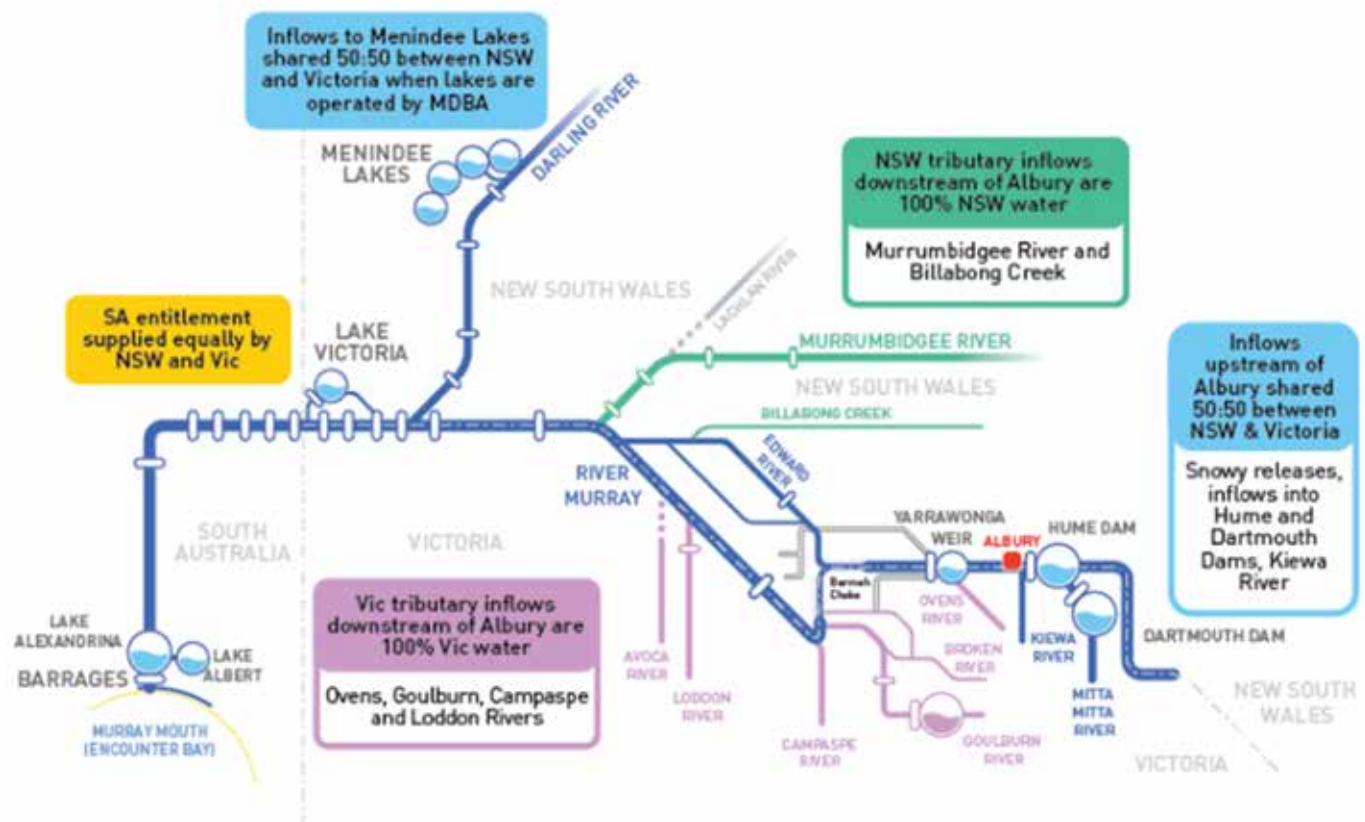 Inflows to Menindee Lakes
shared 50:50 between NSW
and Victoria when lakes are
operated by MDBA
MENINDEE
LAKES
DARLING RIVER
NSW tributary inflows
downstream of Albury are
100% NSW water
Murrumbidgee River and
Billabong Creek
NEW SOUTH WALES
LACHLAN RIVER
SA entitlement
supplied equally by
NSW and Vic
LAKE
VICTORIA
MURRUMBIDGEE RIVER
NEW SOUTH WALES
BILLABONG CREEK
Inflows
upstream of
Albury shared
50:50 between
NSW & Victoria
Snowy releases,
inflows into
Hume and
Dartmouth
Dams, Kiewa
River
EDWARD
RIVER
RIVER
MURRAY
SOUTH
AUSTRALIA
VICTORIA
YARRAWONGA
WEIR
ALBURY
HUME DAM
Barmah
Choke
OVENS
RIVER
Vic tributary inflows
downstream of Albury are
100% Vic water
Ovens, Goulburn, Campaspe
and Loddon Rivers
LAKE
ALEXANDRINA
LAKE
ALBERT
BARRAGES
MURRAY MOUTH
(ENCOUNTER BAY)
AVOCA
RIVER
LODDON
RIVER
CAMPASPE
RIVER
BROKEN
RIVER
GOULBURN
RIVER
KIEWA
RIVER
MITTA
MITTA
RIVER
DARTMOUTH DAM
NEW SOUTH
WALES
VICTORIA